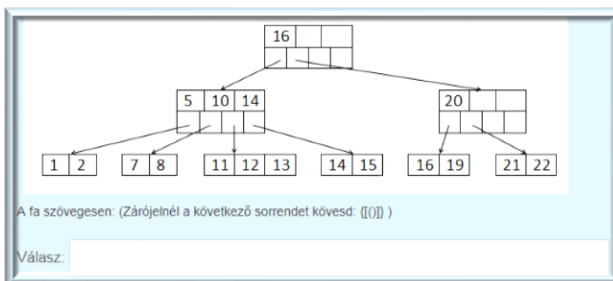 16
5 10 14
20
1 2
7 8
11 12 13
14 15
16 19
21 22
A fa szövegesen: (Zárójelnél a következő sorrendet kövesd: {[()]} )
Válasz: